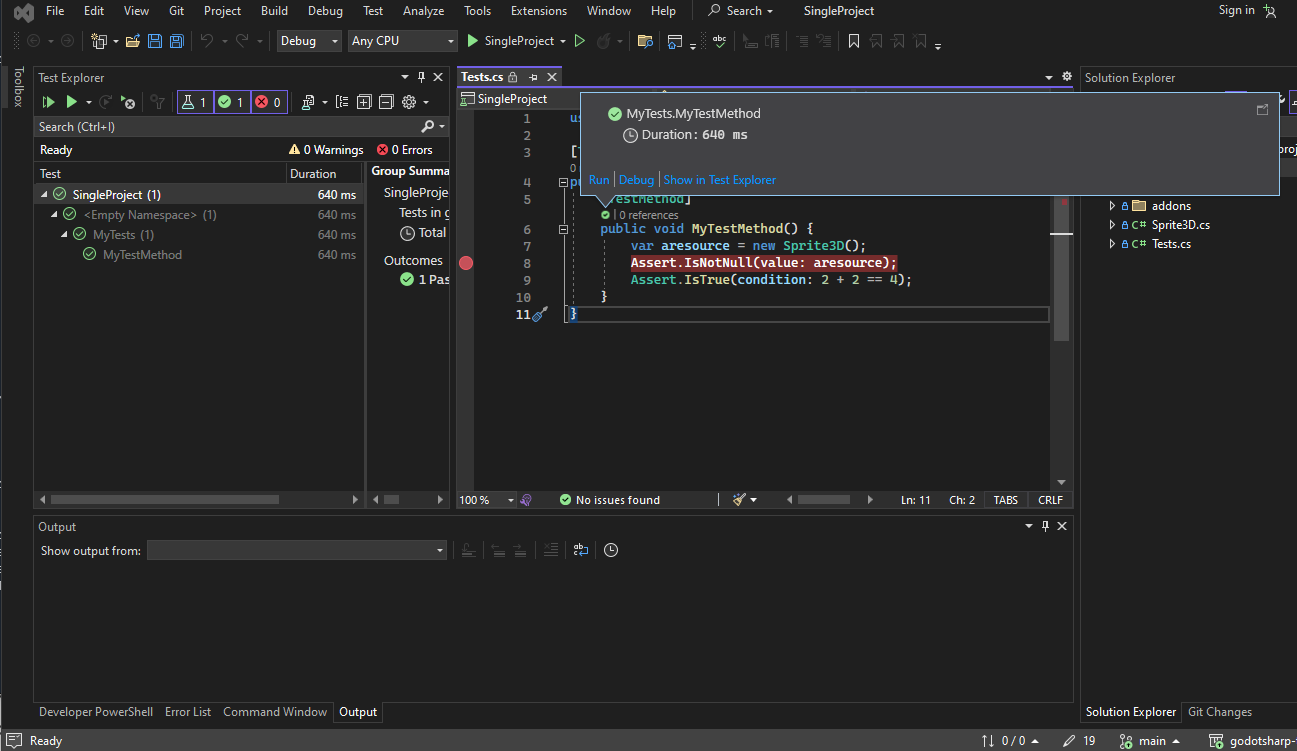 File Edit View Git Project Build Debug Test Analyze Tools Extensions Window Help Search SingleProject Sign in
Debug Any CPU SingleProject
Toolbox
Test Explorer
1 1 0
Search (Ctrl+I)
Ready 0 Warnings 0 Errors
Test Duration
SingleProject (1) 640 ms
<Empty Namespace> (1) 640 ms
MyTests (1) 640 ms
MyTestMethod 640 ms
Group Summa
SingleProje
Tests in g
Total
Outcomes
1 Pas
Tests.cs
SingleProject
MyTests.MyTestMethod
Duration: 640 ms
Run Debug Show in Test Explorer
1 us
2
3 [
0
4 p
5 TestMethod]
0 references
6 public void MyTestMethod() {
7 var aresource = new Sprite3D();
8 Assert.IsNotNull(value: aresource);
9 Assert.IsTrue(condition: 2 + 2 == 4);
10 }
11 }
100 % No issues found Ln: 11 Ch: 2 TABS CRLF
Solution Explorer
proj
addons
C# Sprite3D.cs
C# Tests.cs
Output
Show output from:
Developer PowerShell Error List Command Window Output
Solution Explorer Git Changes
Ready 0 / 0 19 main godotsharp-